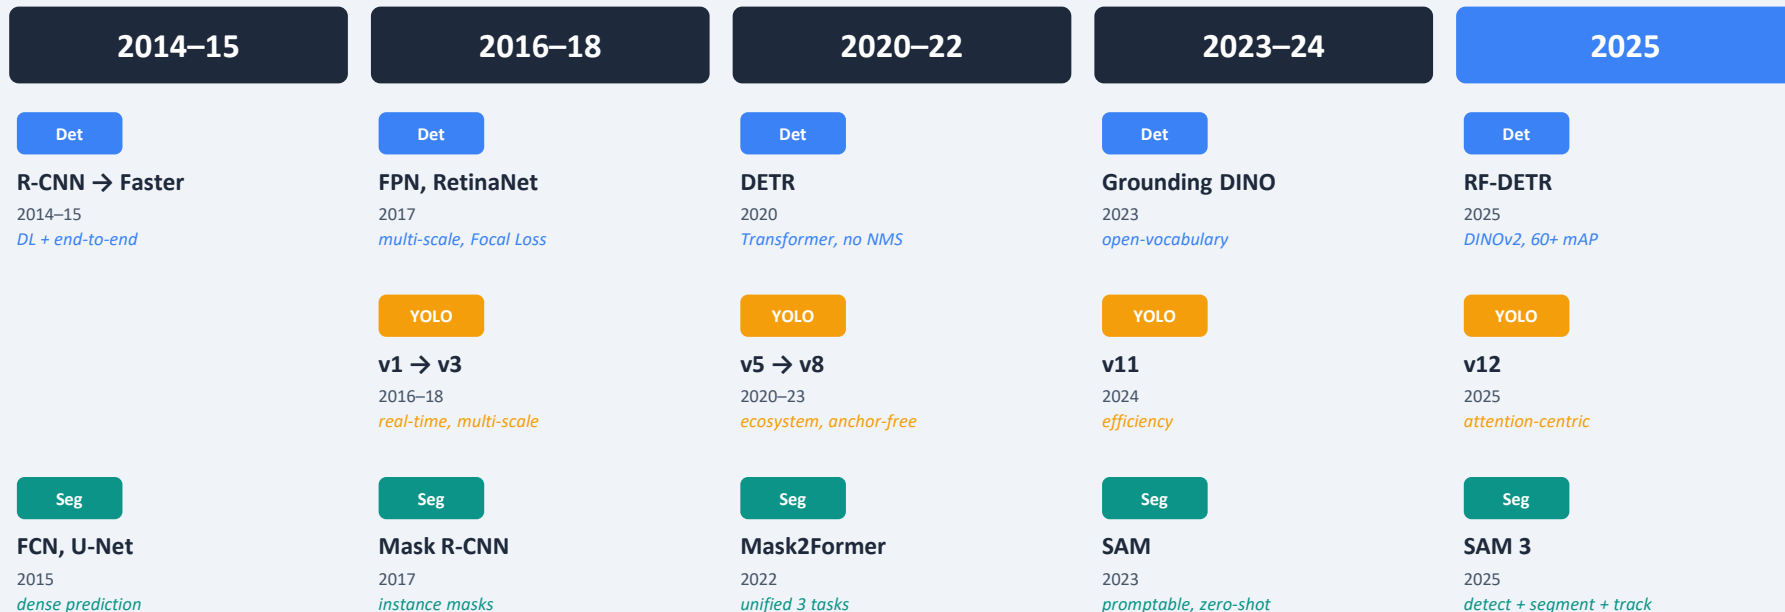 2014–15
2016–18
2020–22
2023–24
2025
Det
R-CNN → Faster
2014–15
DL + end-to-end
Det
FPN, RetinaNet
2017
multi-scale, Focal Loss
Det
DETR
2020
Transformer, no NMS
Det
Grounding DINO
2023
open-vocabulary
Det
RF-DETR
2025
DINOv2, 60+ mAP
YOLO
v1 → v3
2016–18
real-time, multi-scale
YOLO
v5 → v8
2020–23
ecosystem, anchor-free
YOLO
v11
2024
efficiency
YOLO
v12
2025
attention-centric
Seg
FCN, U-Net
2015
dense prediction
Seg
Mask R-CNN
2017
instance masks
Seg
Mask2Former
2022
unified 3 tasks
Seg
SAM
2023
promptable, zero-shot
Seg
SAM 3
2025
detect + segment + track